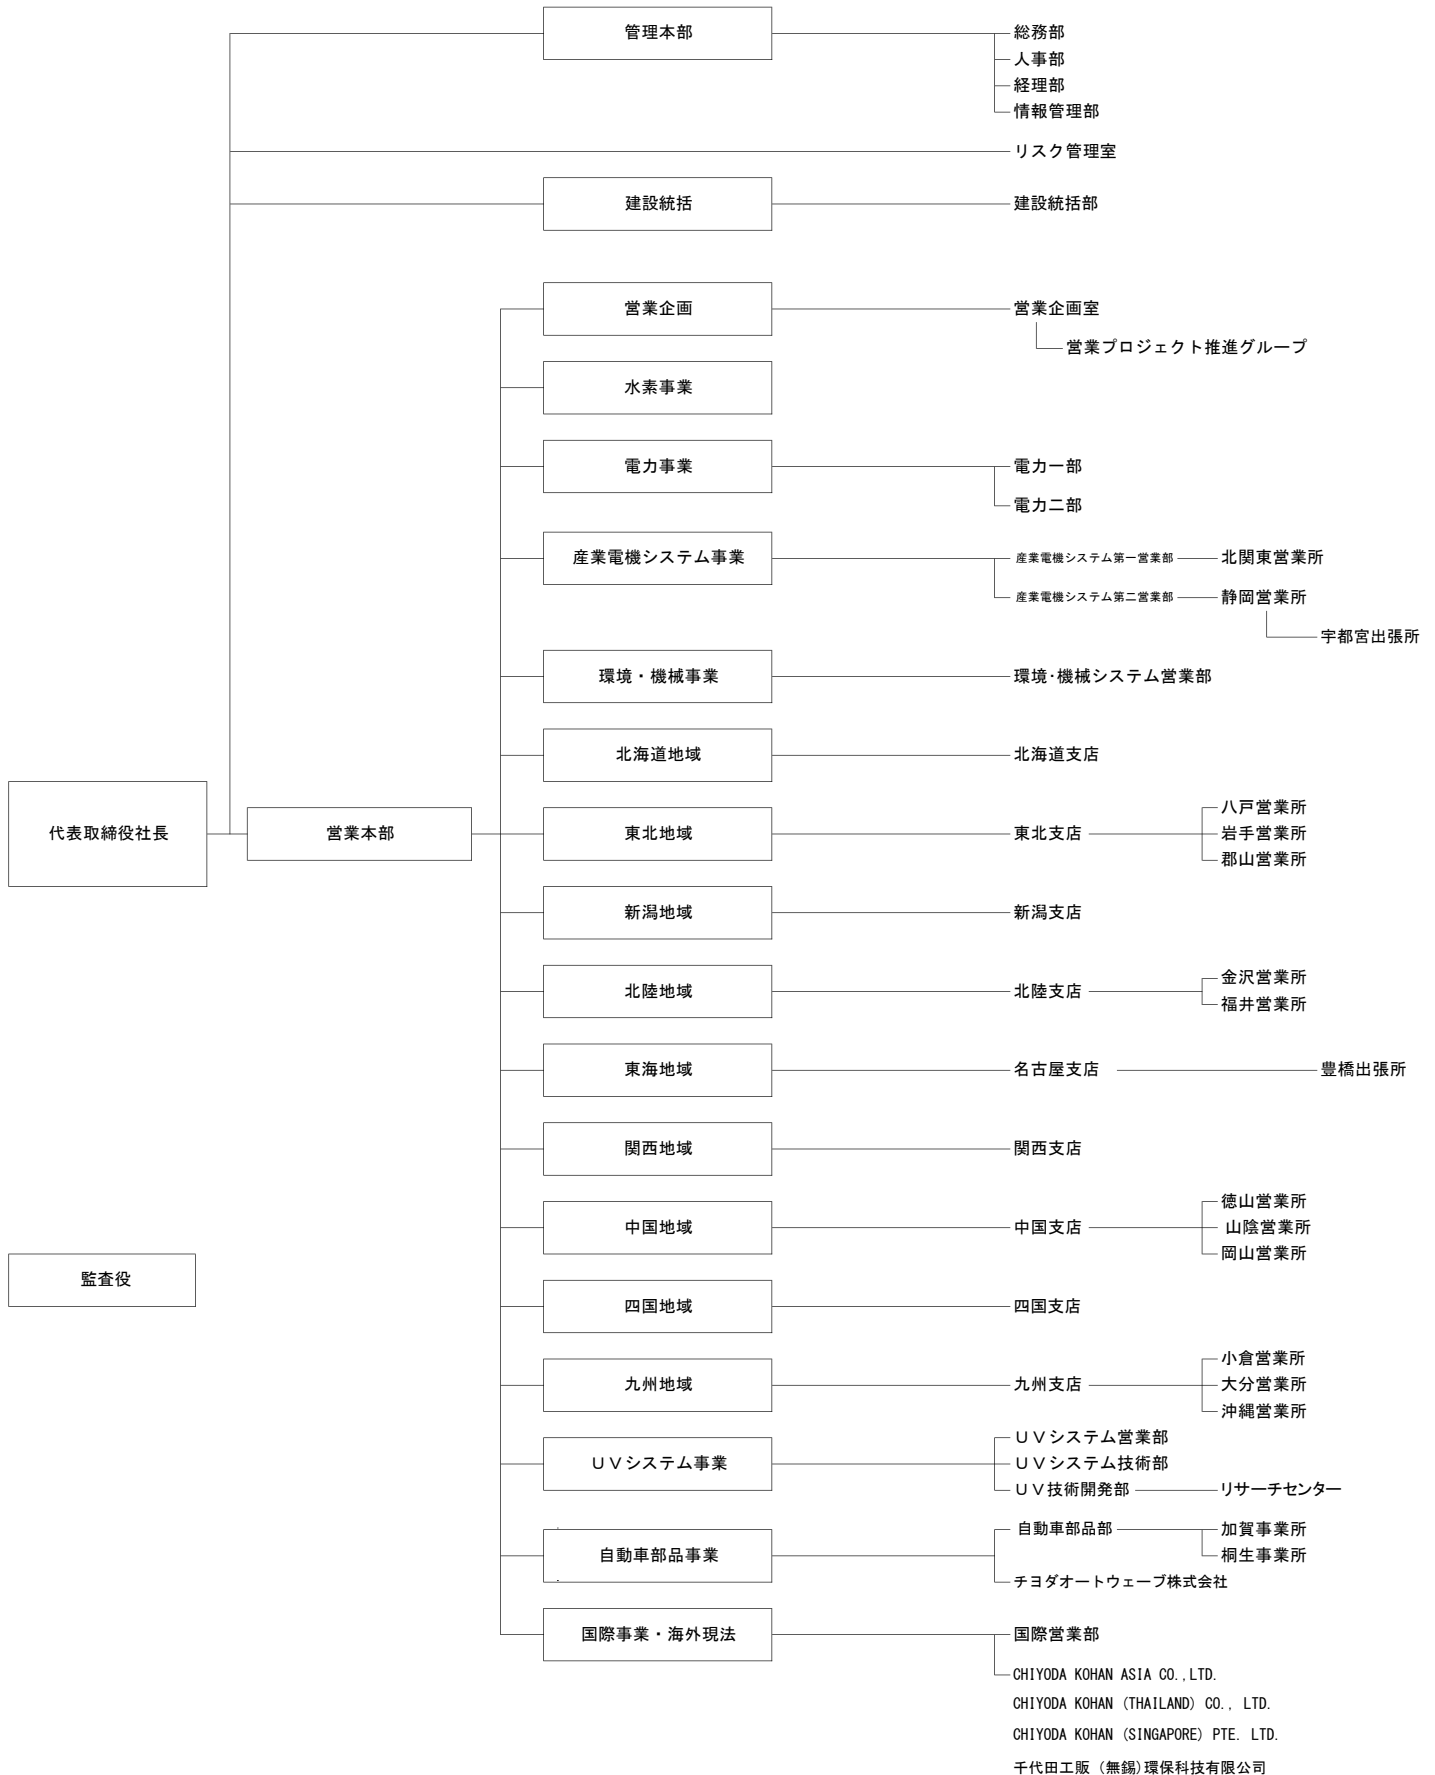 管理本部
総務部
人事部
経理部
情報管理部
リスク管理室
建設統括
建設統括部
営業企画
営業企画室
営業プロジェクト推進グループ
水素事業
電力事業
電力一部
電力二部
産業電機システム事業
産業電機システム第一営業部
北関東営業所
産業電機システム第二営業部
静岡営業所
宇都宮出張所
環境・機械事業
環境・機械システム営業部
北海道地域
北海道支店
代表取締役社長
営業本部
東北地域
東北支店
八戸営業所
岩手営業所
郡山営業所
新潟地域
新潟支店
北陸地域
北陸支店
金沢営業所
福井営業所
東海地域
名古屋支店
豊橋出張所
関西地域
関西支店
中国地域
中国支店
徳山営業所
山陰営業所
岡山営業所
監査役
四国地域
四国支店
九州地域
九州支店
小倉営業所
大分営業所
沖縄営業所
ＵＶシステム事業
ＵＶシステム営業部
ＵＶシステム技術部
ＵＶ技術開発部
リサーチセンター
自動車部品事業
自動車部品部
加賀事業所
桐生事業所
チヨダオートウェーブ株式会社
国際事業・海外現法
国際営業部
CHIYODA KOHAN ASIA CO.,LTD.
CHIYODA KOHAN (THAILAND) CO., LTD.
CHIYODA KOHAN (SINGAPORE) PTE. LTD.
千代田工販（無錫)環保科技有限公司